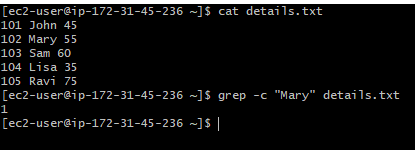 [ec2-user@ip-172-31-45-236 ~]$ cat details.txt
101 John 45
102 Mary 55
103 Sam 60
104 Lisa 35
105 Ravi 75
[ec2-user@ip-172-31-45-236 ~]$ grep -c "Mary" details.txt
1
[ec2-user@ip-172-31-45-236 ~]$